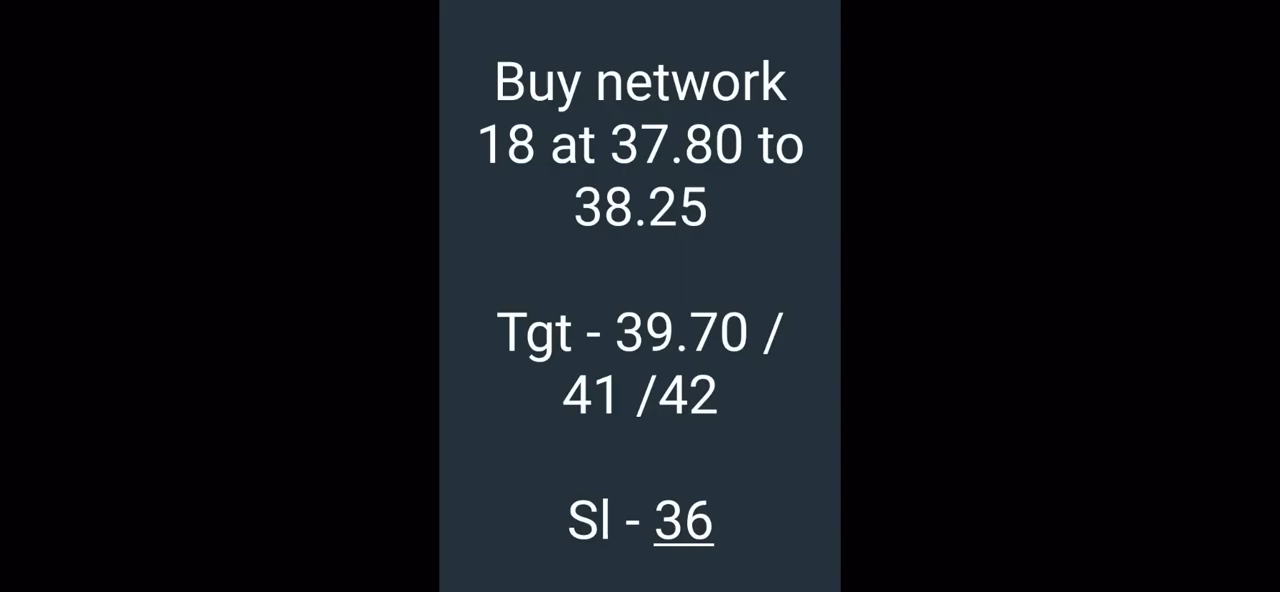 Buy network
18 at 37.80 to
38.25
Tgt - 39.70 /
41 /42
Sl - 36